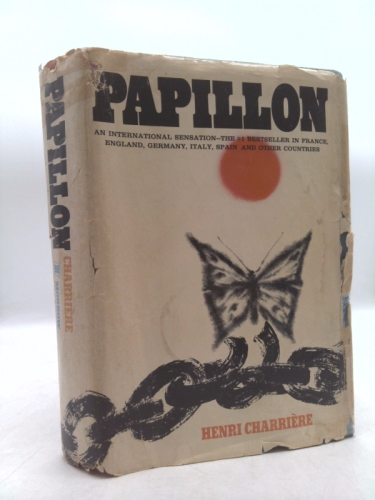 PAPILLON
AN INTERNATIONAL SENSATION—THE #1 BESTSELLER IN FRANCE,
ENGLAND, GERMANY, ITALY, SPAIN AND OTHER COUNTRIES
HENRI CHARRIÈRE
PAPILLON
CHARRIÈRE